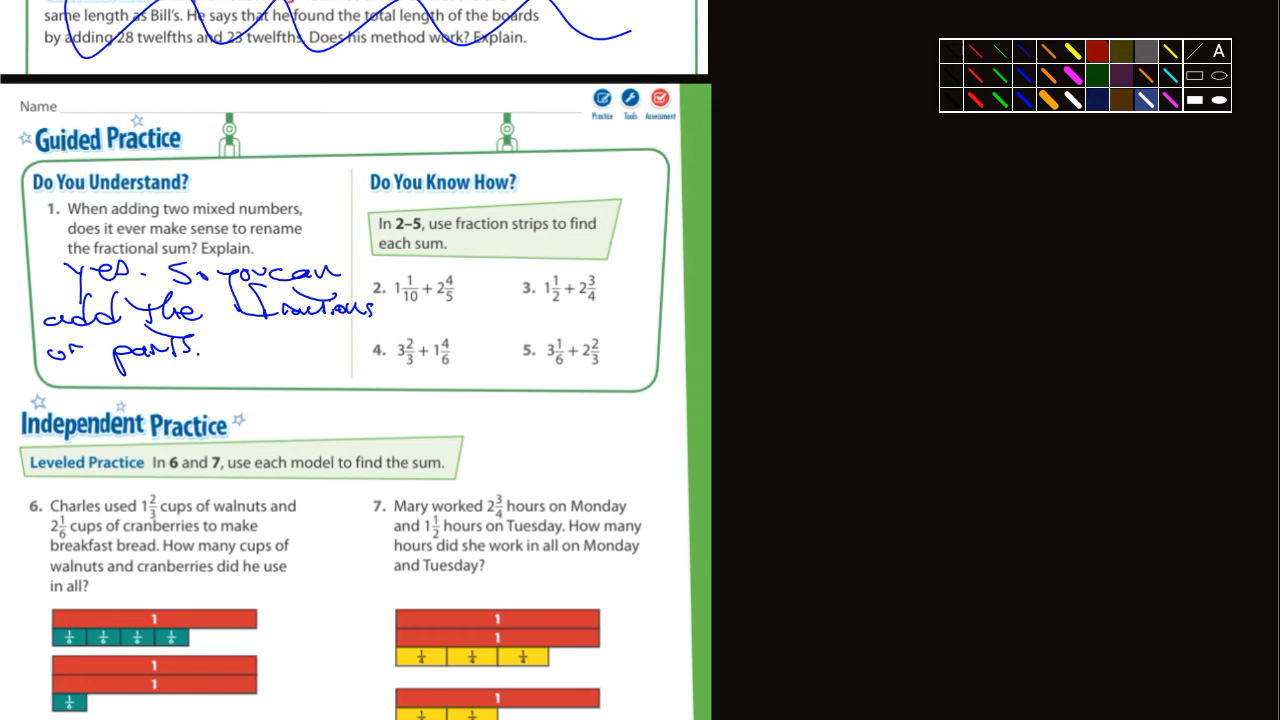 same length as Bill's. He says that he found the total length of the boards
by adding 28 twelfths and 23 twelfths. Does his method work? Explain.
Name
Practice Tools Assessment
Guided Practice
Do You Understand?
1. When adding two mixed numbers,
does it ever make sense to rename
the fractional sum? Explain.
yes. So you can
add the fractions
or parts.
Do You Know How?
In 2–5, use fraction strips to find
each sum.
2. 1 1/10 + 2 4/5
3. 1 1/2 + 2 3/4
4. 3 2/3 + 1 4/6
5. 3 1/6 + 2 2/3
Independent Practice
Leveled Practice In 6 and 7, use each model to find the sum.
6. Charles used 1 2/3 cups of walnuts and
2 1/6 cups of cranberries to make
breakfast bread. How many cups of
walnuts and cranberries did he use
in all?
1
1/6 1/6 1/6 1/6
1
1
1/6
7. Mary worked 2 3/4 hours on Monday
and 1 1/2 hours on Tuesday. How many
hours did she work in all on Monday
and Tuesday?
1
1
1/4 1/4 1/4
1
A